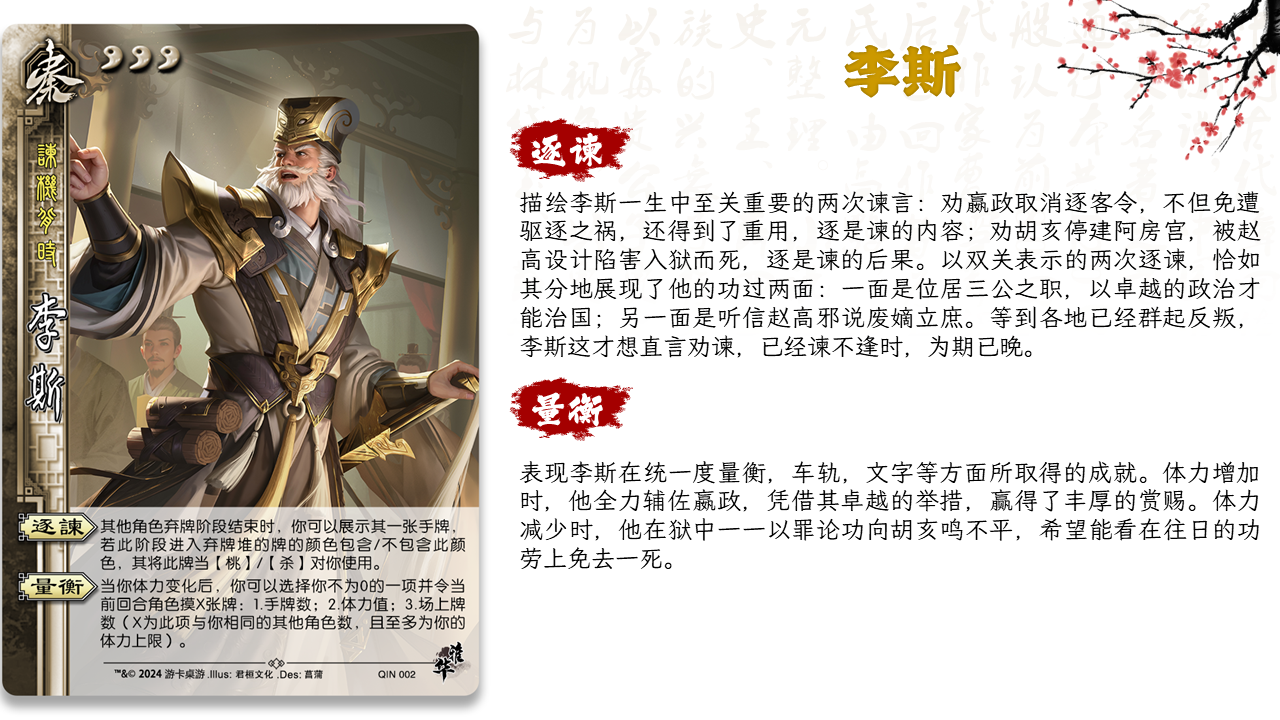 秦
諫機背時
李斯
逐諫
其他角色弃牌阶段结束时，你可以展示其一张手牌，
若此阶段进入弃牌堆的牌的颜色包含/不包含此颜
色，其将此牌当【桃】/【杀】对你使用。
量衡
当你体力变化后，你可以选择你不为0的一项并令当
前回合角色摸X张牌：1.手牌数；2.体力值；3.场上牌
数（X为此项与你相同的其他角色数，且至多为你的
体力上限）。
淮华
™&© 2024 游卡桌游 .Illus: 君桓文化 .Des: 菖蒲
QIN 002
李斯
逐谏
描绘李斯一生中至关重要的两次谏言：劝嬴政取消逐客令，不但免遭
驱逐之祸，还得到了重用，逐是谏的内容；劝胡亥停建阿房宫，被赵
高设计陷害入狱而死，逐是谏的后果。以双关表示的两次逐谏，恰如
其分地展现了他的功过两面：一面是位居三公之职，以卓越的政治才
能治国；另一面是听信赵高邪说废嫡立庶。等到各地已经群起反叛，
李斯这才想直言劝谏，已经谏不逢时，为期已晚。
量衡
表现李斯在统一度量衡，车轨，文字等方面所取得的成就。体力增加
时，他全力辅佐嬴政，凭借其卓越的举措，赢得了丰厚的赏赐。体力
减少时，他在狱中一一以罪论功向胡亥鸣不平，希望能看在往日的功
劳上免去一死。